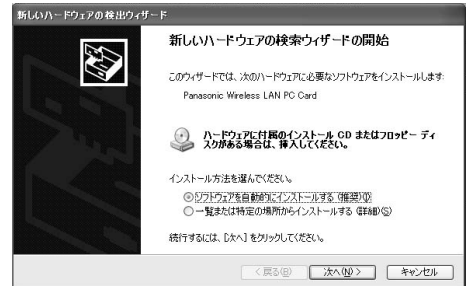 新しいハードウェアの検出ウィザード
新しいハードウェアの検索ウィザードの開始
このウィザードでは、次のハードウェアに必要なソフトウェアをインストールします:
Panasonic Wireless LAN PC Card
ハードウェアに付属のインストール CD またはフロッピー ディ
スクがある場合は、挿入してください。
インストール方法を選んでください。
ソフトウェアを自動的にインストールする (推奨)(I)
一覧または特定の場所からインストールする (詳細)(S)
続行するには、[次へ] をクリックしてください。
< 戻る(B) 次へ(N) > キャンセル